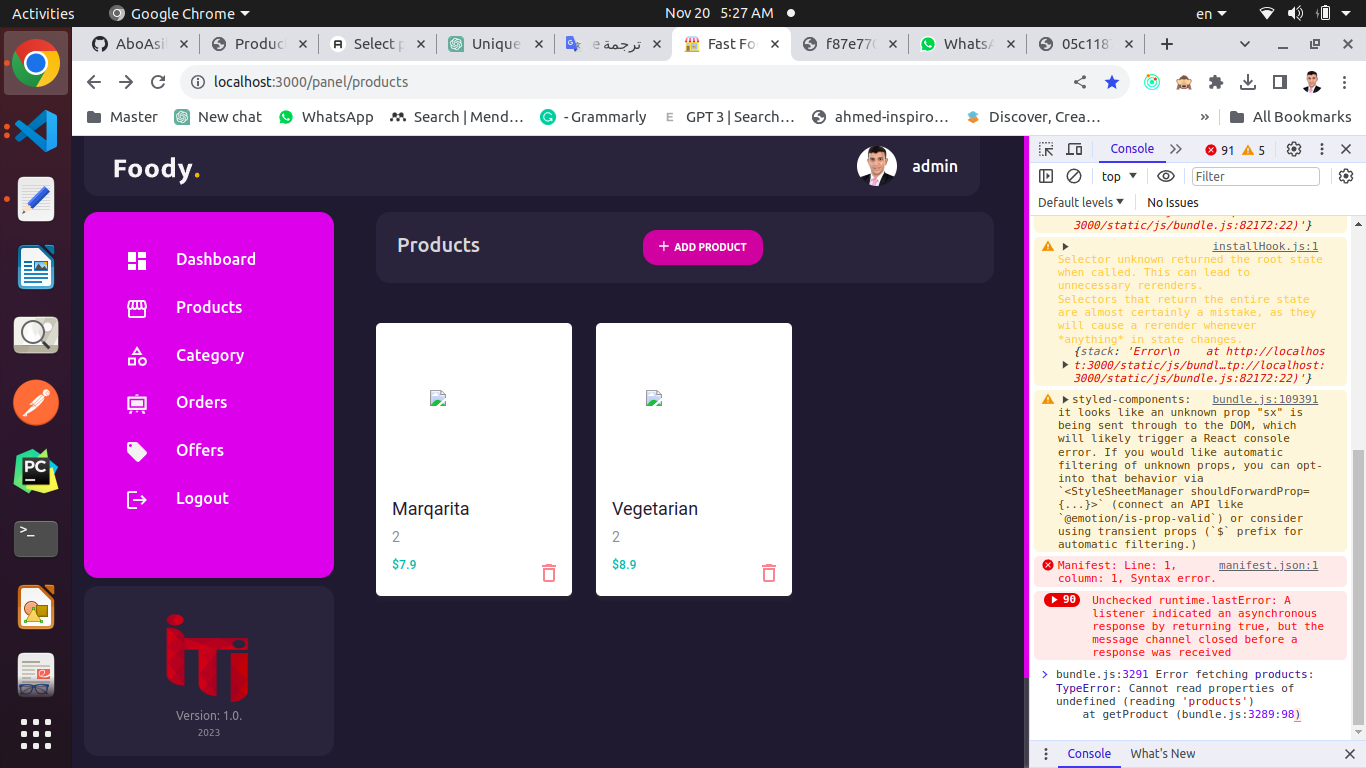 Activities
Google Chrome
Nov 20 5:27 AM
en
AboAsi
Produc
Select p
Unique
ترجمة e
Fast Fo
f87e770
WhatsA
05c118
localhost:3000/panel/products
Master
New chat
WhatsApp
Search | Mend…
- Grammarly
E GPT 3 | Search…
ahmed-inspiro…
Discover, Crea…
»
All Bookmarks
Foody.
admin
Dashboard
Products
Category
Orders
Offers
Logout
iTi
Version: 1.0.
2023
Products
+ ADD PRODUCT
Marqarita
2
$7.9
Vegetarian
2
$8.9
Console
»
91
5
top
Filter
Default levels
No Issues
3000/static/js/bundle.js:82172:22)'}
installHook.js:1
Selector unknown returned the root state
when called. This can lead to
unnecessary rerenders.
Selectors that return the entire state
are almost certainly a mistake, as they
will cause a rerender whenever
*anything* in state changes.
{stack: 'Error\n    at http://localhos
t:3000/static/js/bundl…tp://localhost:
3000/static/js/bundle.js:82172:22)'}
styled-components: bundle.js:109391
it looks like an unknown prop "sx" is
being sent through to the DOM, which
will likely trigger a React console
error. If you would like automatic
filtering of unknown props, you can opt-
into that behavior via
`<StyleSheetManager shouldForwardProp=
{...}>` (connect an API like
`@emotion/is-prop-valid`) or consider
using transient props (`$` prefix for
automatic filtering.)
Manifest: Line: 1, manifest.json:1
column: 1, Syntax error.
90 Unchecked runtime.lastError: A
listener indicated an asynchronous
response by returning true, but the
message channel closed before a
response was received
> bundle.js:3291 Error fetching products:
TypeError: Cannot read properties of
undefined (reading 'products')
at getProduct (bundle.js:3289:98)
Console
What's New